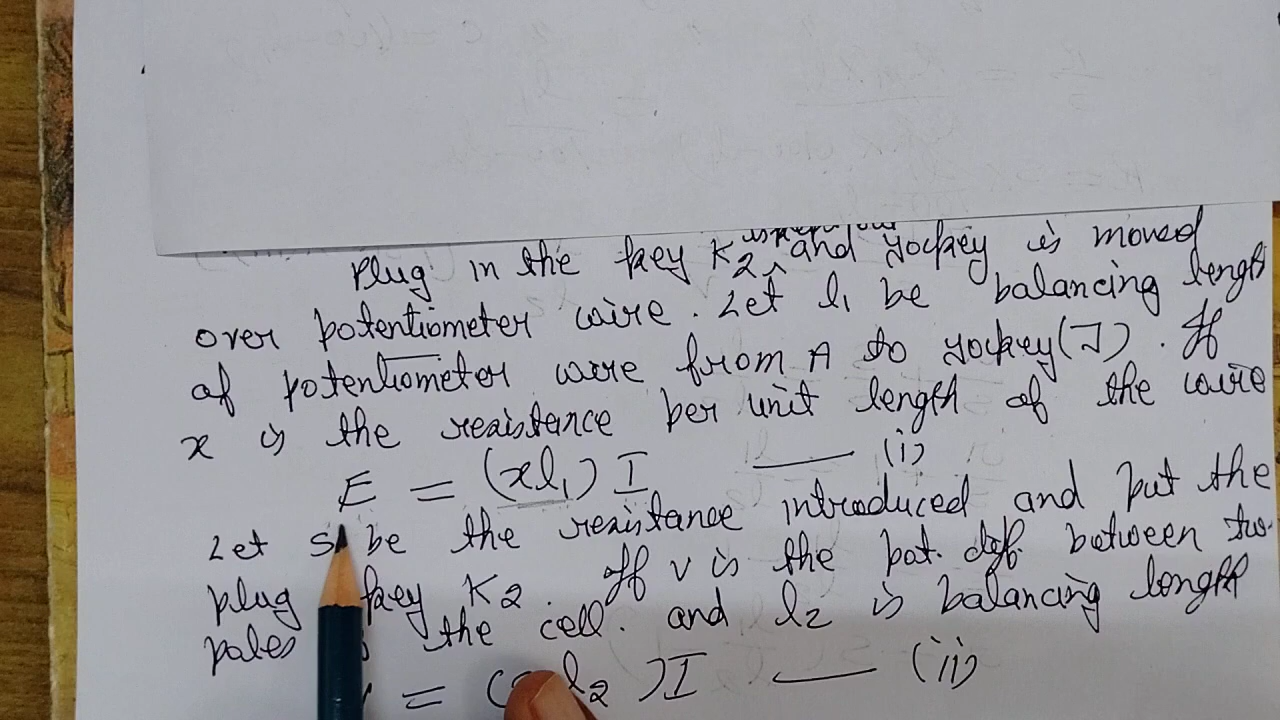 Plug in the key K2 ^ and jockey is moved
over potentiometer wire. Let l1 be balancing length
of potentiometer wire from A to jockey (J). If
x is the resistance per unit length of the wire
E = (xl1) I —— (i)
Let S be the resistance introduced and put the
plug key K2. If V is the pot. dif. between two
poles the cell. and l2 is balancing length
= ( l2 ) I —— (ii)